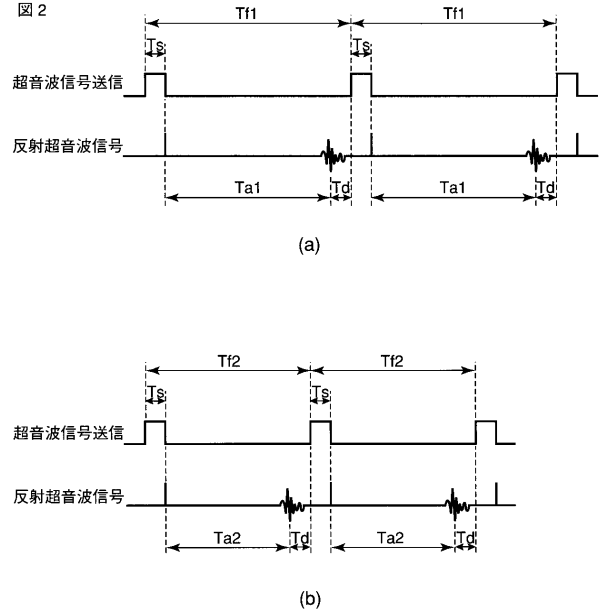 図 2
Tf1 Tf1
Ts Ts
超音波信号送信
反射超音波信号
Ta1 Td Ta1 Td
(a)
Tf2 Tf2
Ts Ts
超音波信号送信
反射超音波信号
Ta2 Td Ta2 Td
(b)